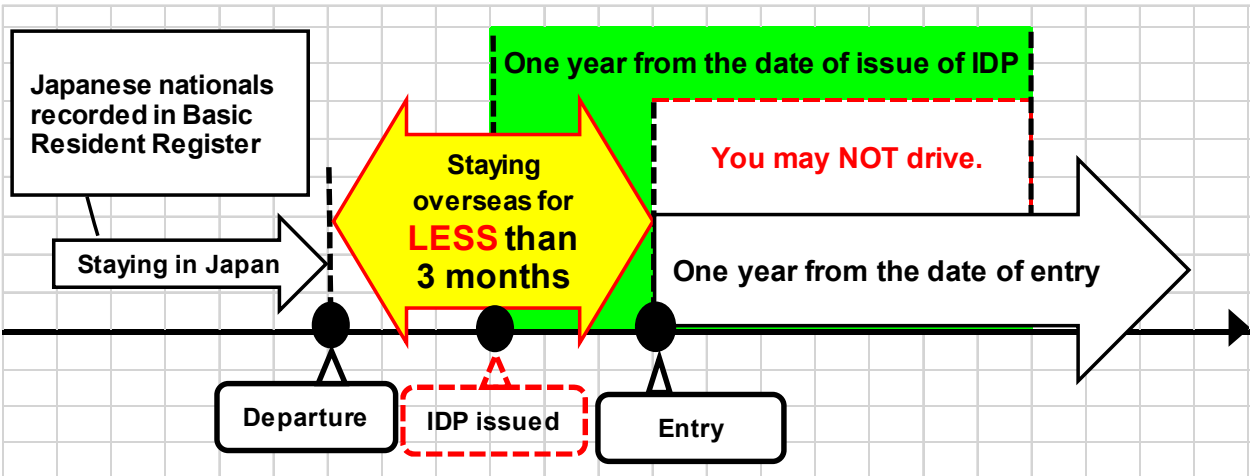 One year from the date of issue of IDP
Japanese nationals
recorded in Basic
Resident Register
You may NOT drive.
Staying
overseas for
LESS than
3 months
Staying in Japan
One year from the date of entry
Departure
IDP issued
Entry